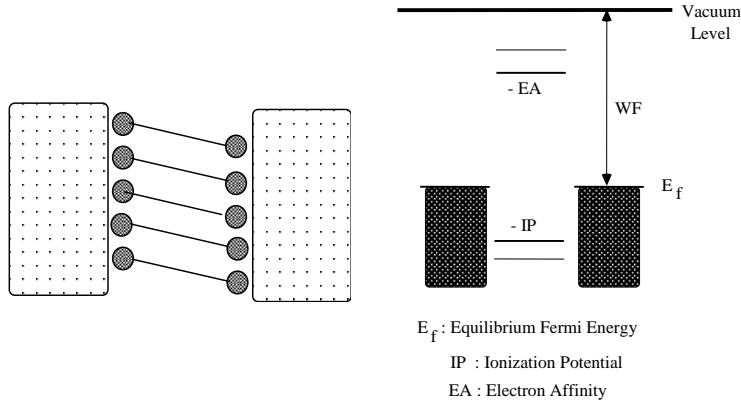 Vacuum
Level
- EA
WF
E f
- IP
E f : Equilibrium Fermi Energy
IP : Ionization Potential
EA : Electron Affinity